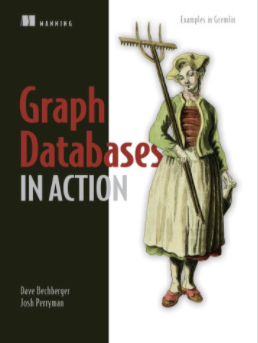 MANNING
Examples in Gremlin
Graph
Databases
IN ACTION
Dave Bechberger
Josh Perryman